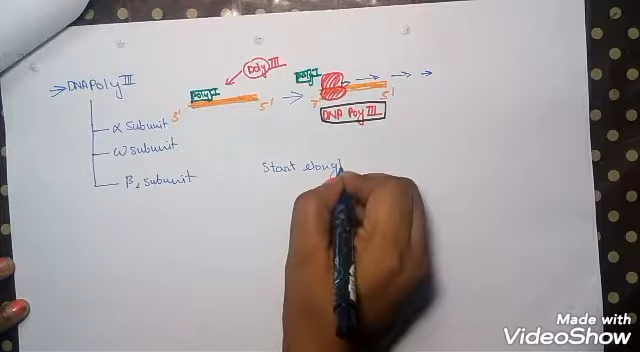 → DNA Poly III
α Subunit
ω Subunit
β₂ subunit
Poly III
Poly I
3' 5'
→
Poly I
3' 5'
DNA Poly III
Start elong
Made with
VideoShow